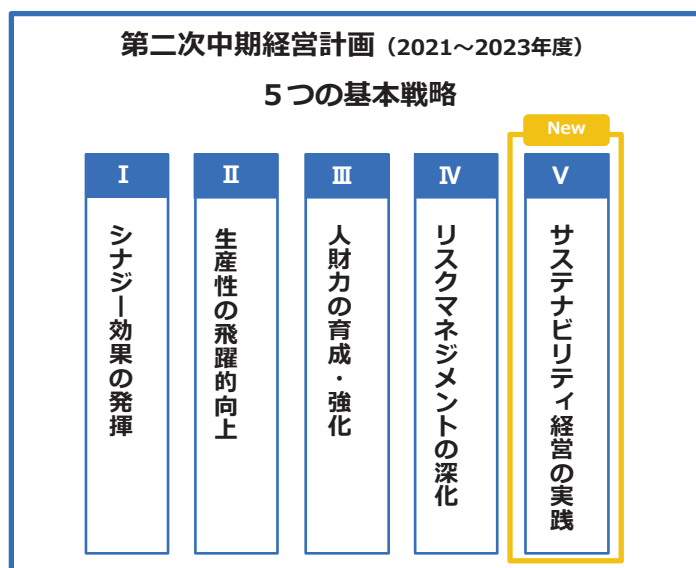 第二次中期経営計画（2021～2023年度）
５つの基本戦略
New
Ⅰ
シナジー効果の発揮
Ⅱ
生産性の飛躍的向上
Ⅲ
人財力の育成・強化
Ⅳ
リスクマネジメントの深化
Ⅴ
サステナビリティ経営の実践